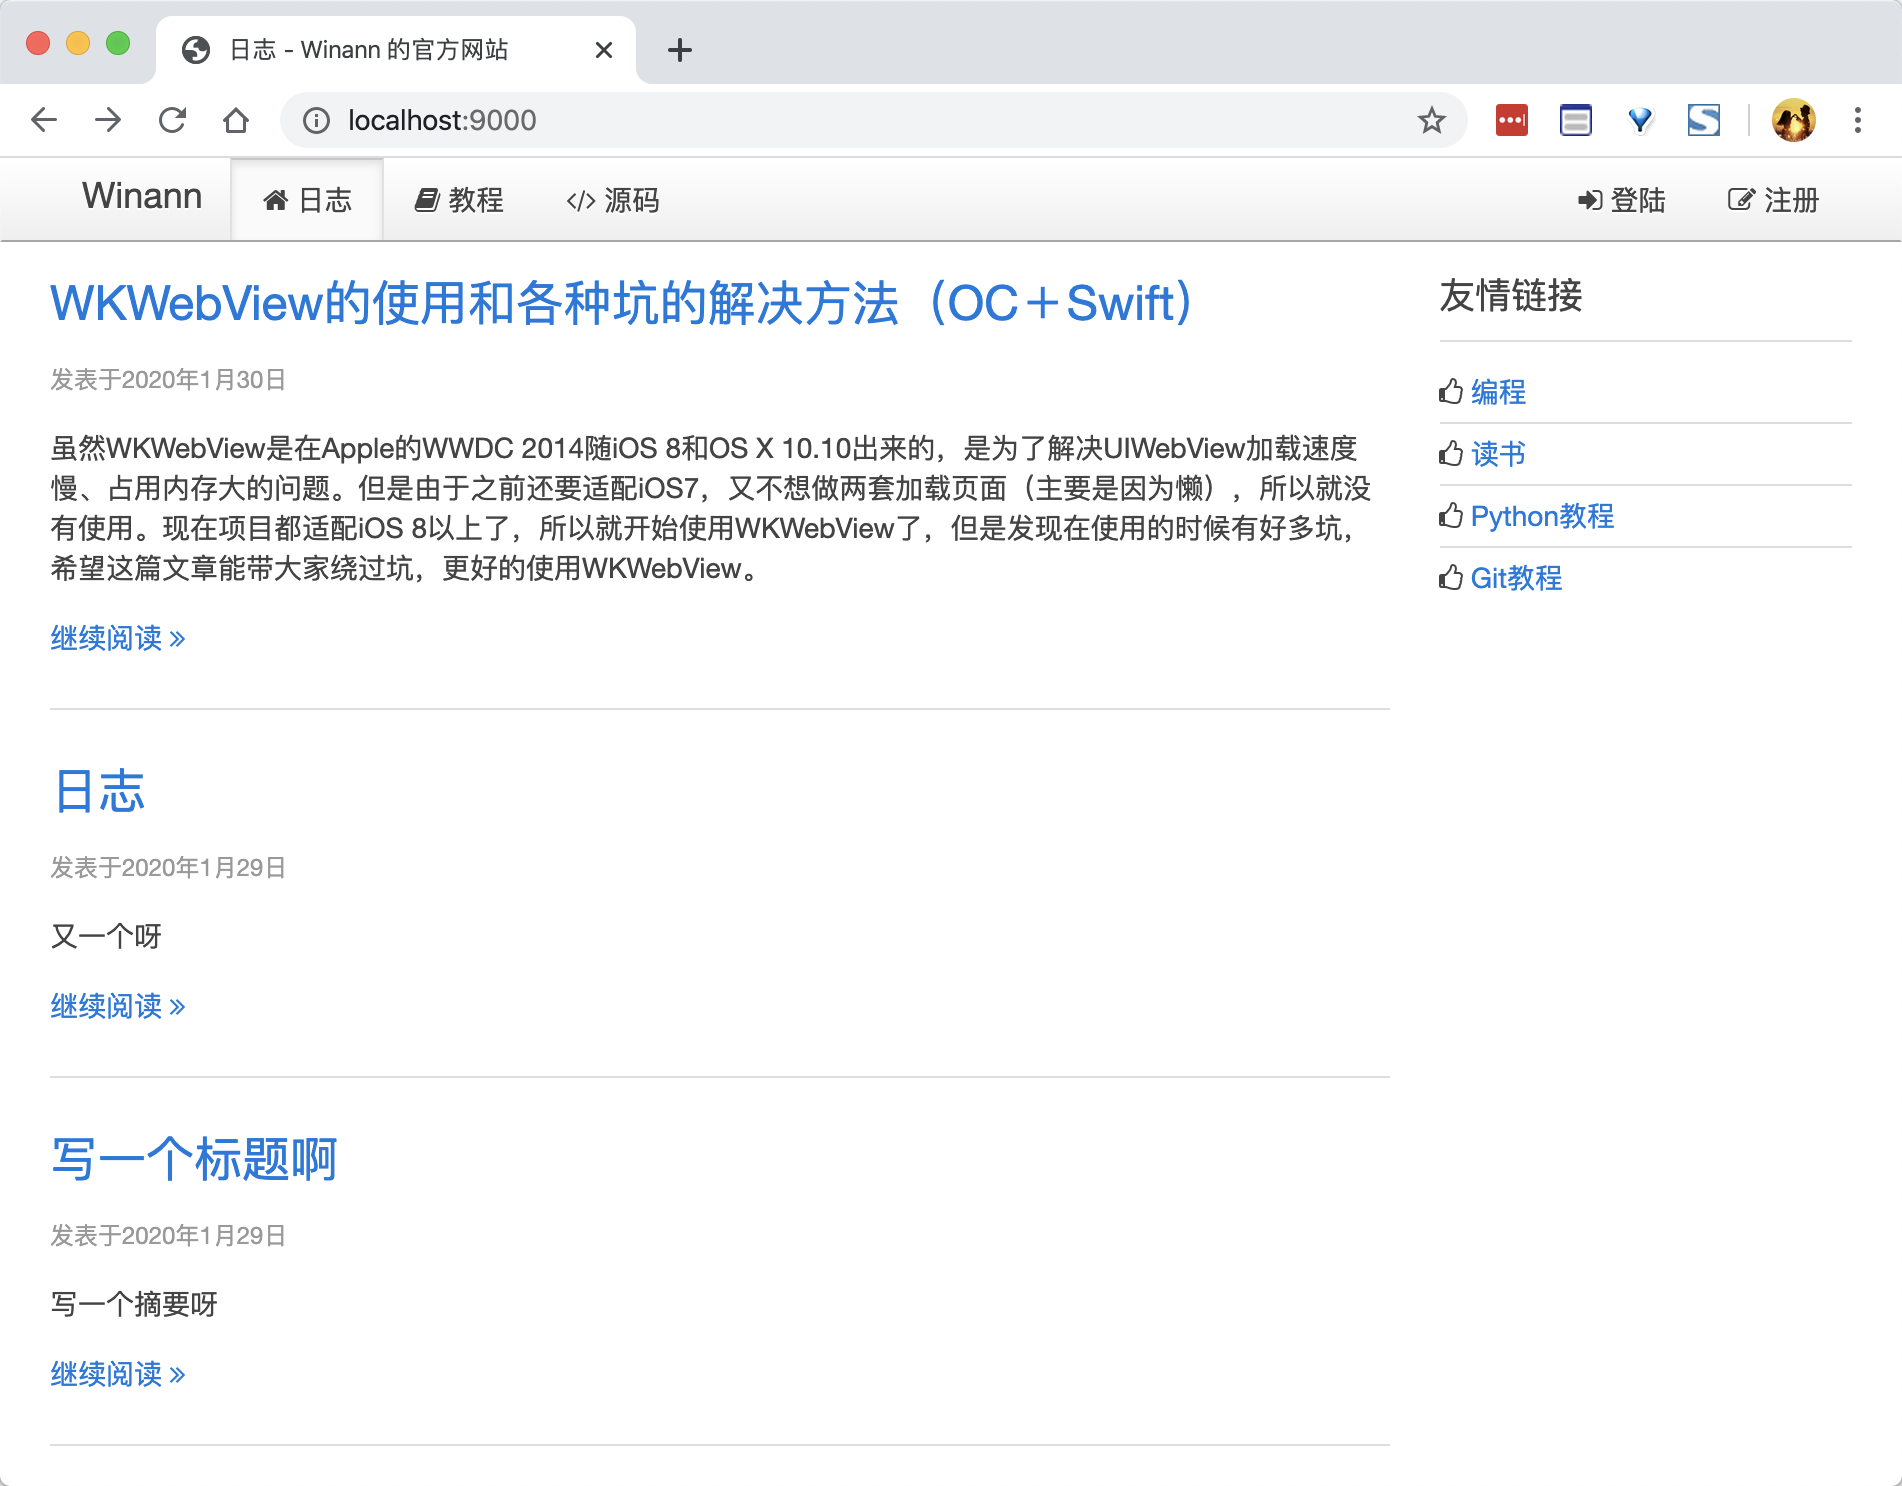 日志 - Winann 的官方网站
localhost:9000
Winann
日志
教程
源码
登陆
注册
WKWebView的使用和各种坑的解决方法（OC＋Swift）
发表于2020年1月30日
虽然WKWebView是在Apple的WWDC 2014随iOS 8和OS X 10.10出来的，是为了解决UIWebView加载速度
慢、占用内存大的问题。但是由于之前还要适配iOS7，又不想做两套加载页面（主要是因为懒），所以就没
有使用。现在项目都适配iOS 8以上了，所以就开始使用WKWebView了，但是发现在使用的时候有好多坑，
希望这篇文章能带大家绕过坑，更好的使用WKWebView。
继续阅读 »
日志
发表于2020年1月29日
又一个呀
继续阅读 »
写一个标题啊
发表于2020年1月29日
写一个摘要呀
继续阅读 »
友情链接
编程
读书
Python教程
Git教程